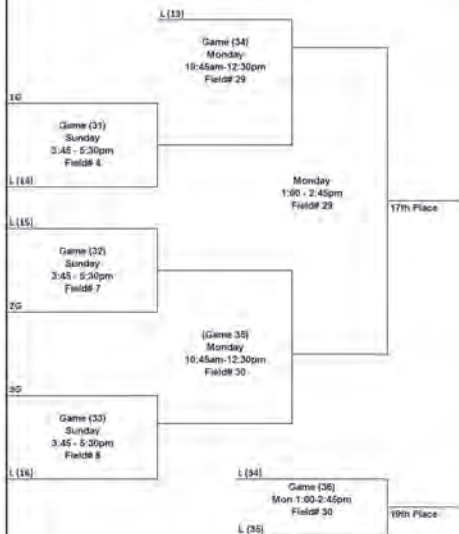 L (13)
Game (34)
Monday
10:45am-12:30pm
Field# 29
1G
Game (31)
Sunday
3:45 - 5:30pm
Field# 4
L (14)
Monday
1:00 - 2:45pm
Field# 29
17th Place
L (15)
Game (32)
Sunday
3:45 - 5:30pm
Field# 7
2G
(Game 35)
Monday
10:45am-12:30pm
Field# 30
3G
Game (33)
Sunday
3:45 - 5:30pm
Field# 8
L (16)
L (34)
Game (36)
Mon 1:00-2:45pm
Field# 30
19th Place
L (35)